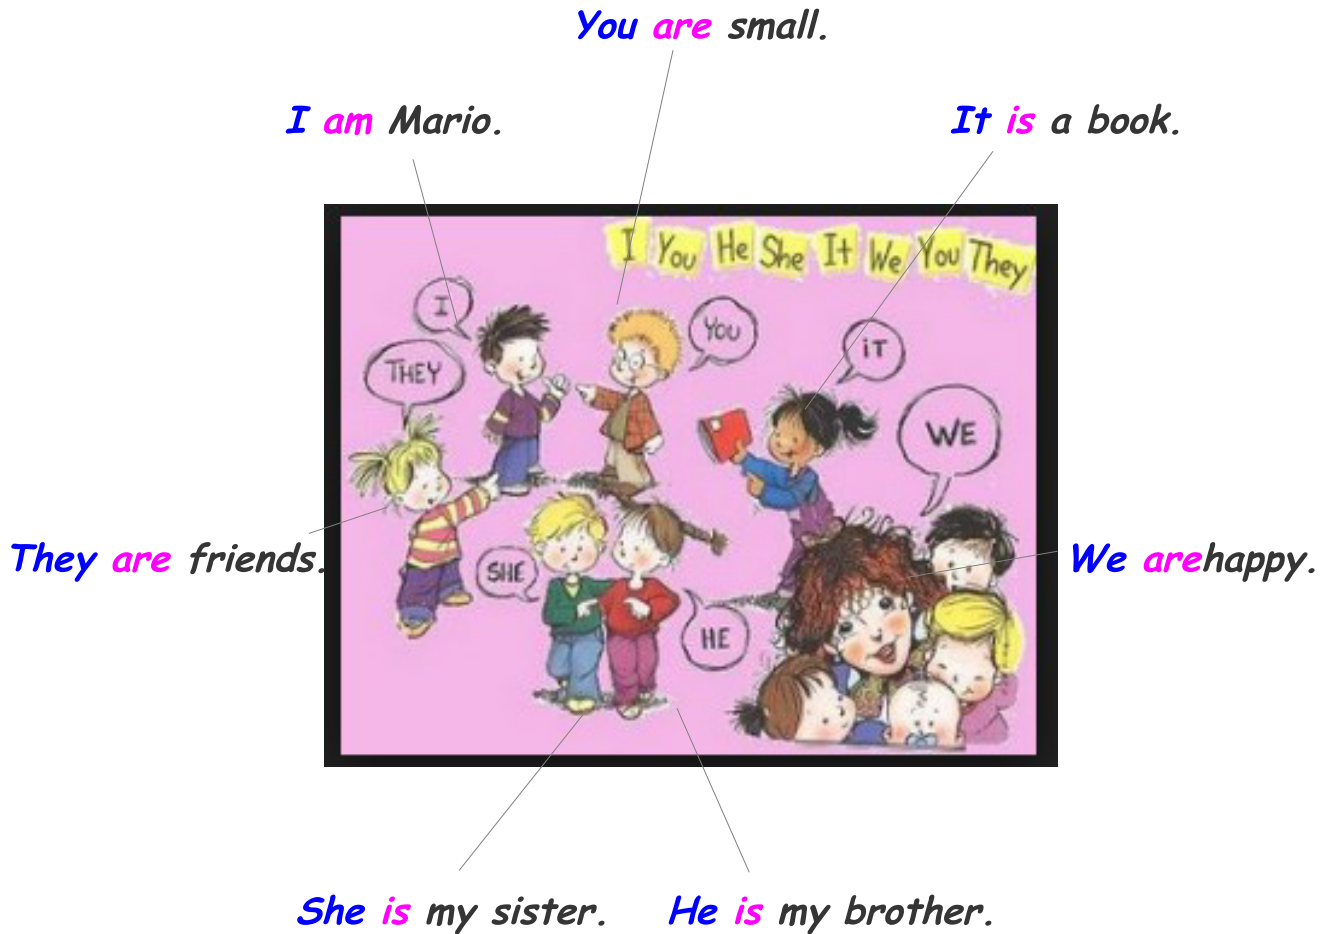 You are small.
I am Mario.
It is a book.
I You He She It We You They
I
YOU
iT
THEY
WE
They are friends.
We arehappy.
SHE
HE
She is my sister.
He is my brother.